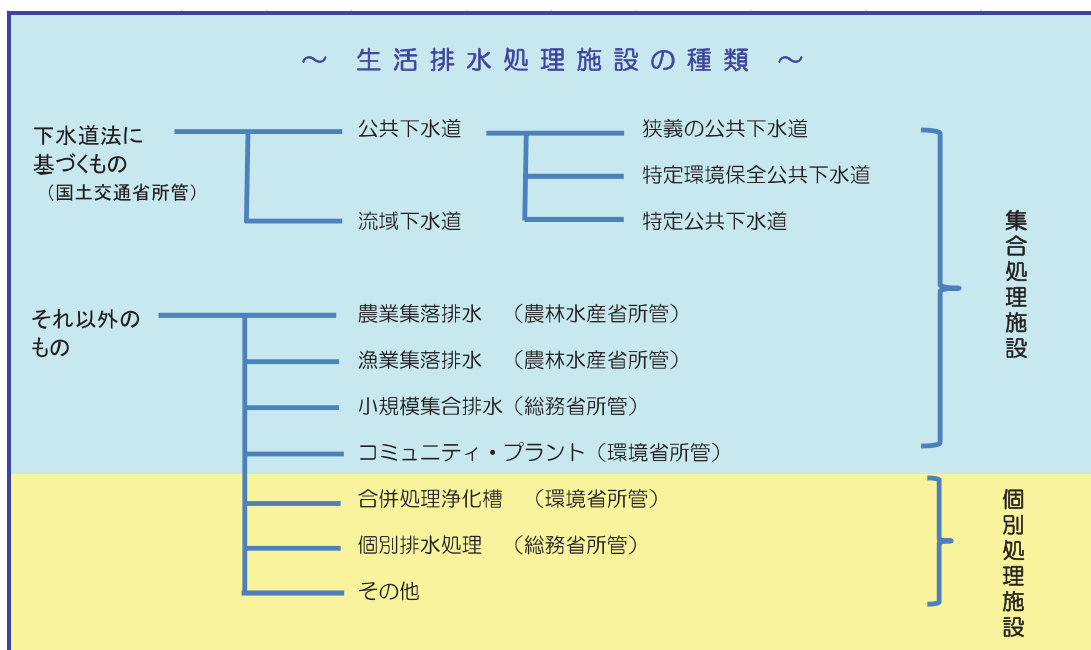 ～ 生活排水処理施設の種類 ～
下水道法に
基づくもの
（国土交通省所管）
公共下水道
狭義の公共下水道
特定環境保全公共下水道
特定公共下水道
流域下水道
集合処理施設
それ以外の
もの
農業集落排水 （農林水産省所管）
漁業集落排水 （農林水産省所管）
小規模集合排水（総務省所管）
コミュニティ・プラント（環境省所管）
合併処理浄化槽 （環境省所管）
個別排水処理 （総務省所管）
その他
個別処理施設